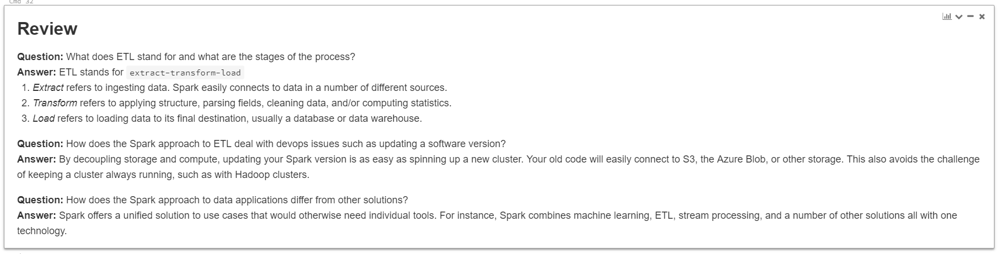 Cmd 32
Review
Question: What does ETL stand for and what are the stages of the process?
Answer: ETL stands for extract-transform-load
1. Extract refers to ingesting data. Spark easily connects to data in a number of different sources.
2. Transform refers to applying structure, parsing fields, cleaning data, and/or computing statistics.
3. Load refers to loading data to its final destination, usually a database or data warehouse.
Question: How does the Spark approach to ETL deal with devops issues such as updating a software version?
Answer: By decoupling storage and compute, updating your Spark version is as easy as spinning up a new cluster. Your old code will easily connect to S3, the Azure Blob, or other storage. This also avoids the challenge
of keeping a cluster always running, such as with Hadoop clusters.
Question: How does the Spark approach to data applications differ from other solutions?
Answer: Spark offers a unified solution to use cases that would otherwise need individual tools. For instance, Spark combines machine learning, ETL, stream processing, and a number of other solutions all with one
technology.